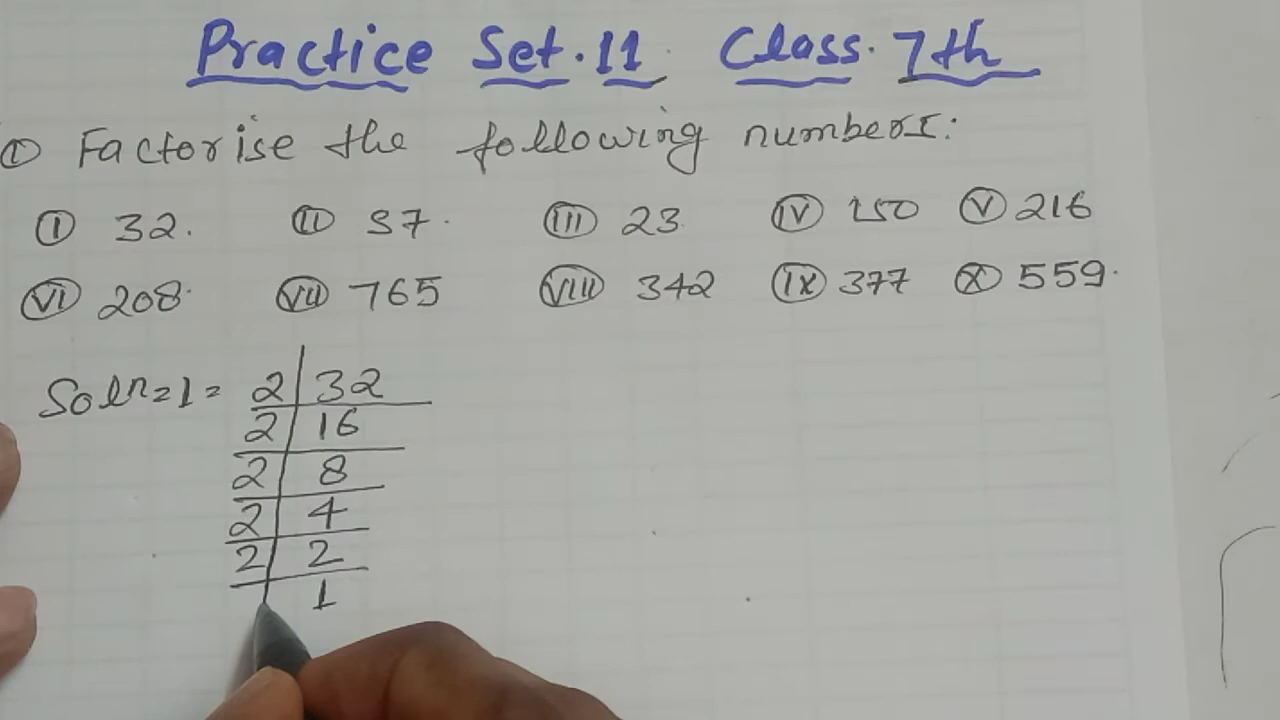 Practice Set.11 Class.7th
① Factorise the following numbers:
Ⓘ 32. Ⓘⓘ 37. Ⓘⓘⓘ 23 ⒾⓋ 150 Ⓥ 216
ⓋⒾ 208. ⓋⒾⒾ 765 ⓋⒾⒾⒾ 342 ⒾⓍ 377 Ⓧ 559.
Soln=1= 2 | 32
2 | 16
2 | 8
2 | 4
2 | 2
1